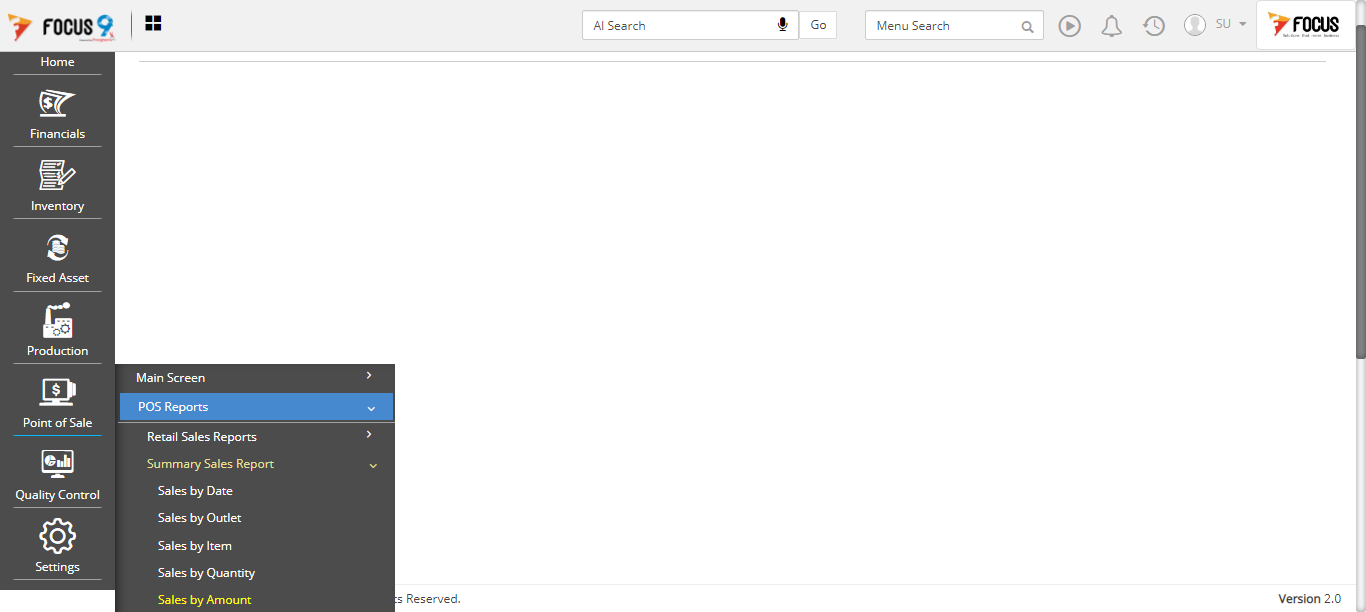 FOCUS 9
AI Search
Go
Menu Search
SU
FOCUS
Home
Financials
Inventory
Fixed Asset
Production
Point of Sale
Quality Control
Settings
Main Screen
POS Reports
Retail Sales Reports
Summary Sales Report
Sales by Date
Sales by Outlet
Sales by Item
Sales by Quantity
Sales by Amount
ts Reserved.
Version 2.0